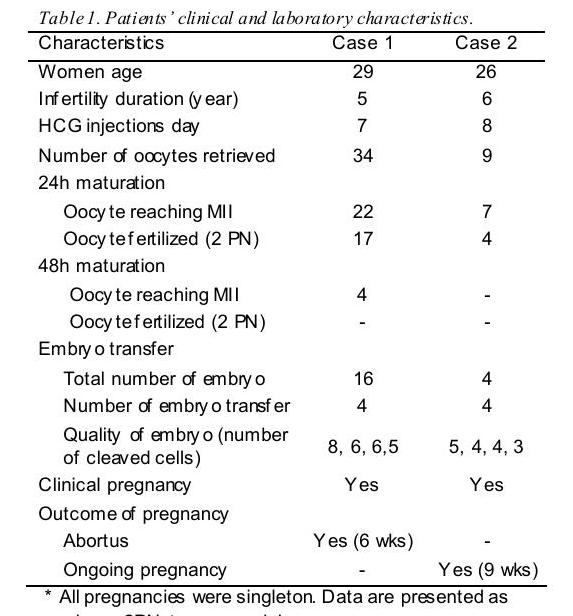 Table 1. Patients' clinical and laboratory characteristics.
Characteristics Case 1 Case 2
Women age 29 26
Infertility duration (year) 5 6
HCG injections day 7 8
Number of oocytes retrieved 34 9
24h maturation
Oocyte reaching MII 22 7
Oocyte fertilized (2 PN) 17 4
48h maturation
Oocyte reaching MII 4 -
Oocyte fertilized (2 PN) - -
Embryo transfer
Total number of embryo 16 4
Number of embryo transfer 4 4
Quality of embryo (number of cleaved cells) 8, 6, 6,5 5, 4, 4, 3
Clinical pregnancy Yes Yes
Outcome of pregnancy
Abortus Yes (6 wks) -
Ongoing pregnancy - Yes (9 wks)
* All pregnancies were singleton. Data are presented as